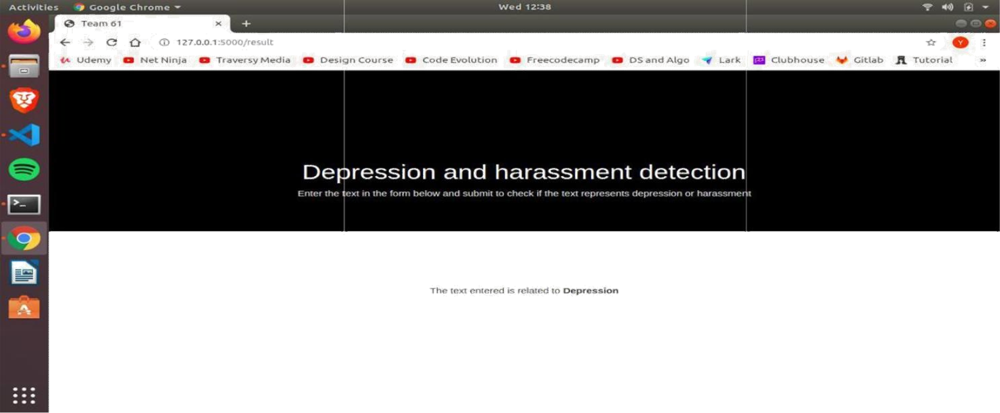 Activities Google Chrome Wed 12:38
Team 61
127.0.0.1:5000/result
Udemy Net Ninja Traversy Media Design Course Code Evolution Freecodecamp DS and Algo Lark Clubhouse Gitlab Tutorial »
Y
Depression and harassment detection
Enter the text in the form below and submit to check if the text represents depression or harassment
The text entered is related to Depression